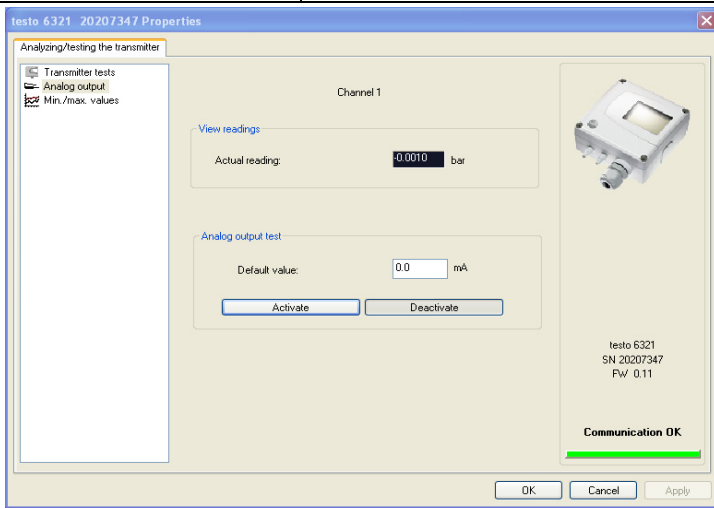 testo 6321 20207347 Properties
Analyzing/testing the transmitter
Transmitter tests
Analog output
Min./max. values
Channel 1
View readings
Actual reading: -0.0010 bar
Analog output test
Default value: 0.0 mA
Activate Deactivate
testo 6321
SN 20207347
FW 0.11
Communication OK
OK Cancel Apply